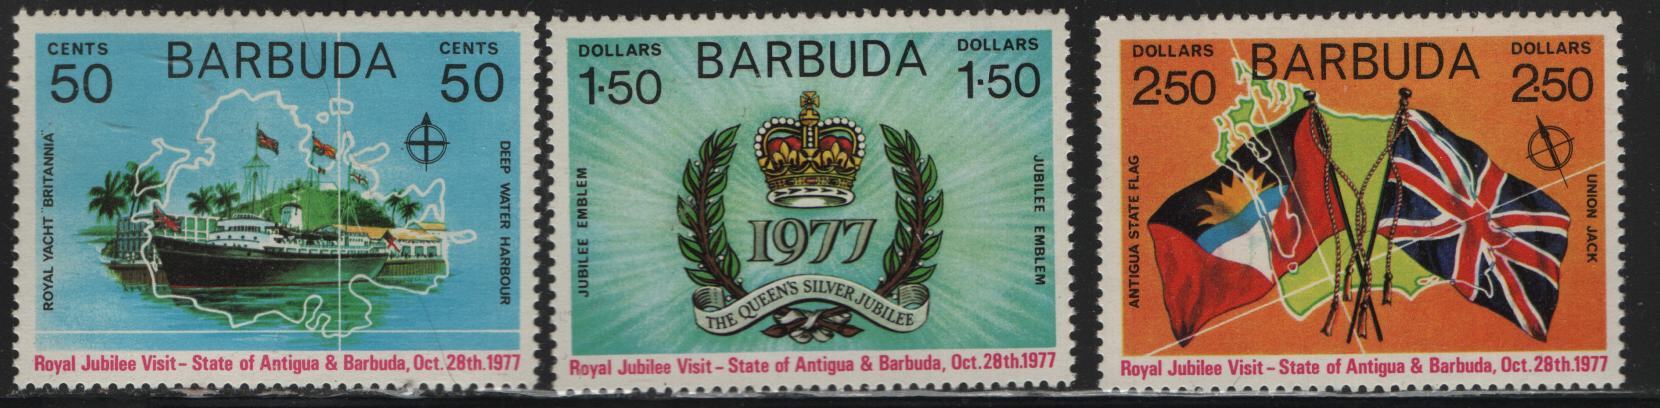 CENTS
50
BARBUDA
CENTS
50
ROYAL YACHT "BRITANNIA"
DEEP WATER HARBOUR
Royal Jubilee Visit – State of Antigua & Barbuda, Oct. 28th.1977
DOLLARS
1·50
BARBUDA
DOLLARS
1·50
JUBILEE EMBLEM
JUBILEE EMBLEM
1977
THE QUEEN'S SILVER JUBILEE
Royal Jubilee Visit – State of Antigua & Barbuda, Oct. 28th.1977
DOLLARS
2·50
BARBUDA
DOLLARS
2·50
ANTIGUA STATE FLAG
UNION JACK
Royal Jubilee Visit – State of Antigua & Barbuda, Oct. 28th.1977